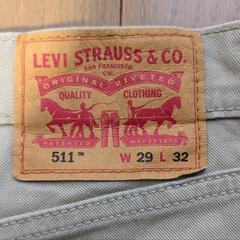 LEVI STRAUSS & CO.
SAN FRANCISCO
CAL.
ORIGINAL RIVETED
QUALITY CLOTHING
PATENTED MAY 20 1873
511™ W 29 L 32